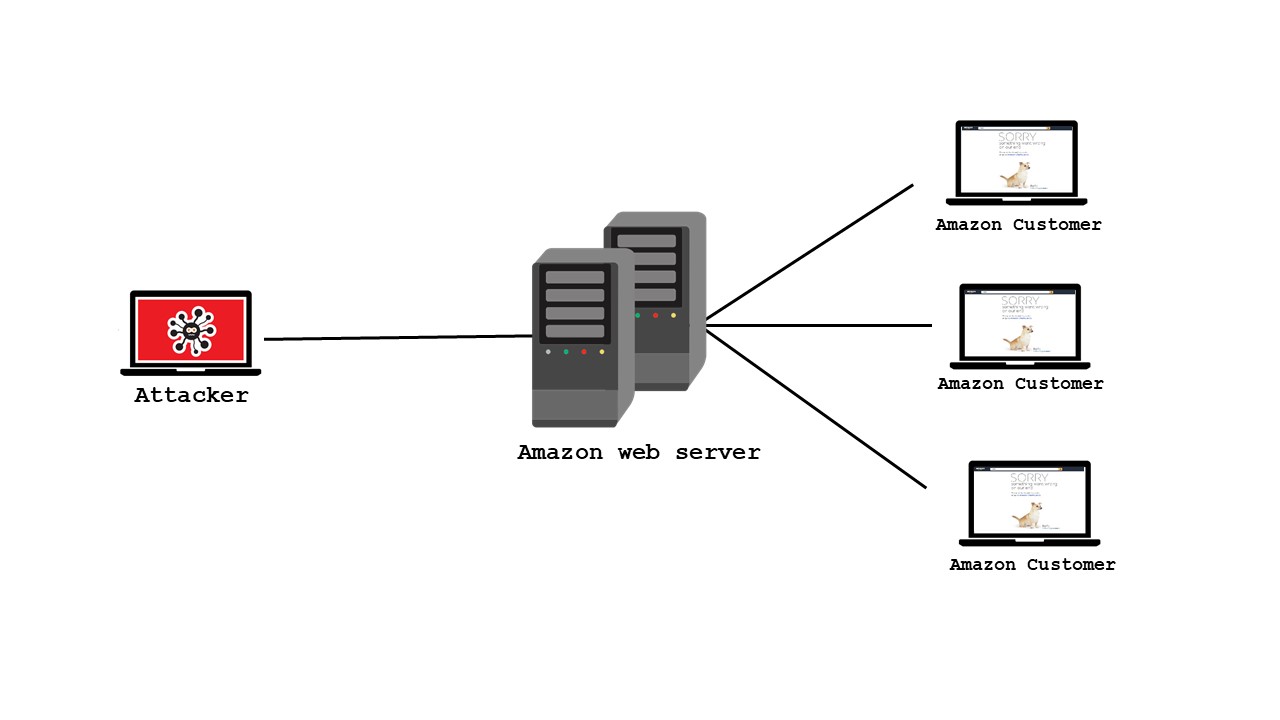 SORRY
something went wrong
on our end
Amazon Customer
SORRY
something went wrong
on our end
Attacker
Amazon Customer
Amazon web server
SORRY
something went wrong
on our end
Amazon Customer